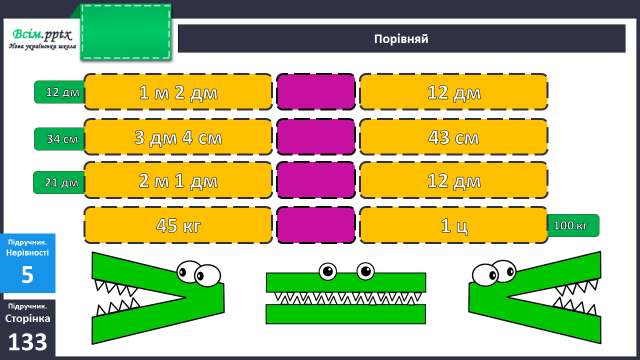 Всім.pptx
Нова українська школа
Порівняй
12 дм 1 м 2 дм 12 дм
34 см 3 дм 4 см 43 см
21 дм 2 м 1 дм 12 дм
45 кг 1 ц 100 кг
Підручник.
Нерівності
5
Підручник.
Сторінка
133